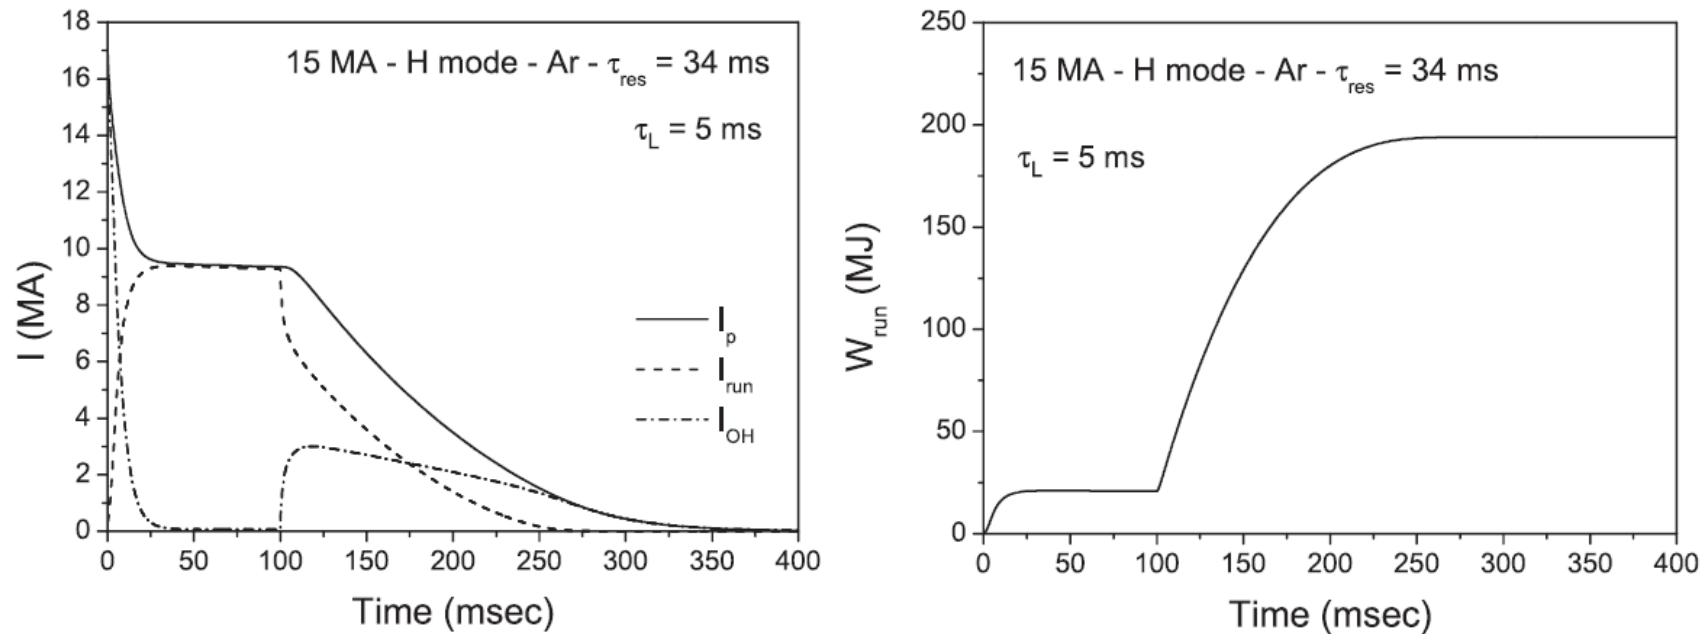 18
16
14
12
10
8
6
4
2
0
I (MA)
15 MA - H mode - Ar - τres = 34 ms
τL = 5 ms
Ip
Irun
IOH
0 50 100 150 200 250 300 350 400
Time (msec)
250
200
150
100
50
0
Wrun (MJ)
15 MA - H mode - Ar - τres = 34 ms
τL = 5 ms
0 50 100 150 200 250 300 350 400
Time (msec)